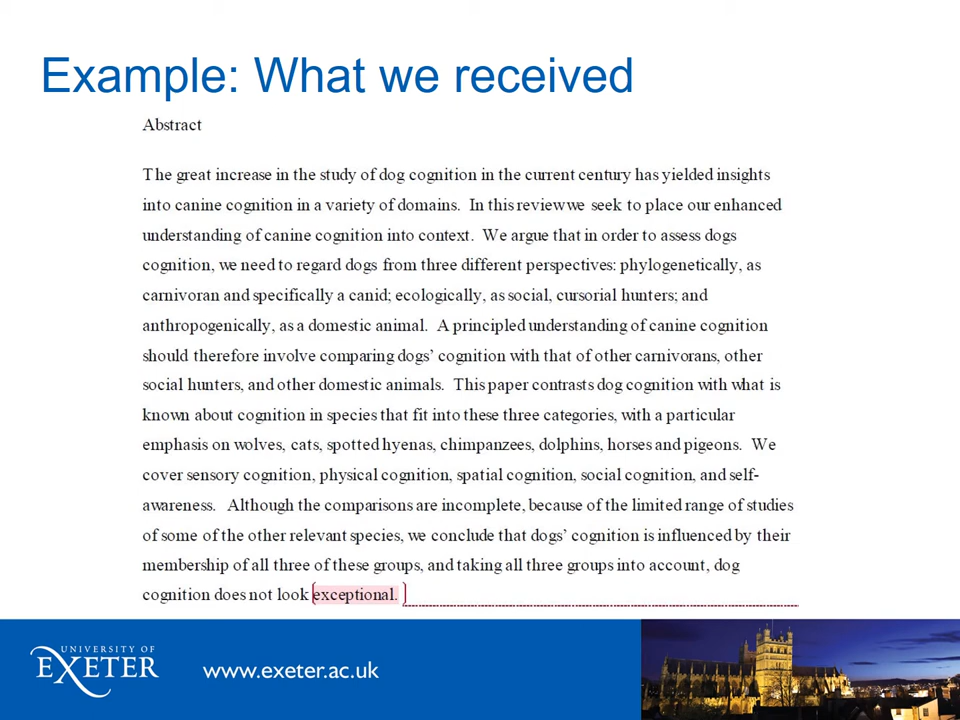 Example: What we received
Abstract
The great increase in the study of dog cognition in the current century has yielded insights
into canine cognition in a variety of domains.  In this review we seek to place our enhanced
understanding of canine cognition into context.  We argue that in order to assess dogs
cognition, we need to regard dogs from three different perspectives: phylogenetically, as
carnivoran and specifically a canid; ecologically, as social, cursorial hunters; and
anthropogenically, as a domestic animal.  A principled understanding of canine cognition
should therefore involve comparing dogs’ cognition with that of other carnivorans, other
social hunters, and other domestic animals.  This paper contrasts dog cognition with what is
known about cognition in species that fit into these three categories, with a particular
emphasis on wolves, cats, spotted hyenas, chimpanzees, dolphins, horses and pigeons.  We
cover sensory cognition, physical cognition, spatial cognition, social cognition, and self-
awareness.  Although the comparisons are incomplete, because of the limited range of studies
of some of the other relevant species, we conclude that dogs’ cognition is influenced by their
membership of all three of these groups, and taking all three groups into account, dog
cognition does not look exceptional.
UNIVERSITY OF
EXETER
www.exeter.ac.uk